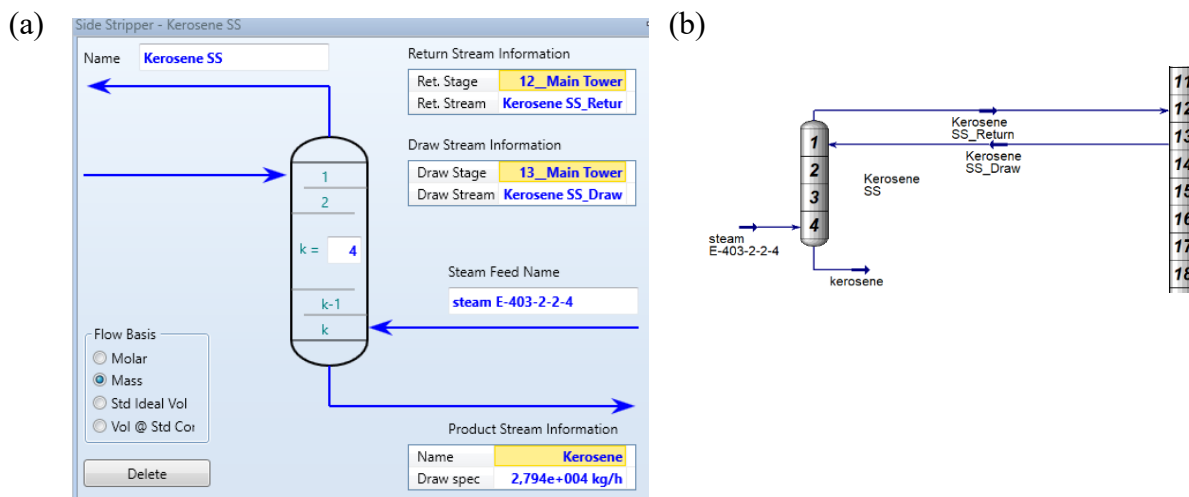 (a)
Side Stripper - Kerosene SS
Name Kerosene SS
Return Stream Information
Ret. Stage 12__Main Tower
Ret. Stream Kerosene SS_Retur
Draw Stream Information
Draw Stage 13__Main Tower
Draw Stream Kerosene SS_Draw
1
2
k = 4
k-1
k
Steam Feed Name
steam E-403-2-2-4
Flow Basis
Molar
Mass
Std Ideal Vol
Vol @ Std Cor
Delete
Product Stream Information
Name Kerosene
Draw spec 2,794e+004 kg/h
(b)
1
2
3
4
Kerosene
SS_Return
Kerosene
SS_Draw
Kerosene
SS
steam
E-403-2-2-4
kerosene
11
12
13
14
15
16
17
18